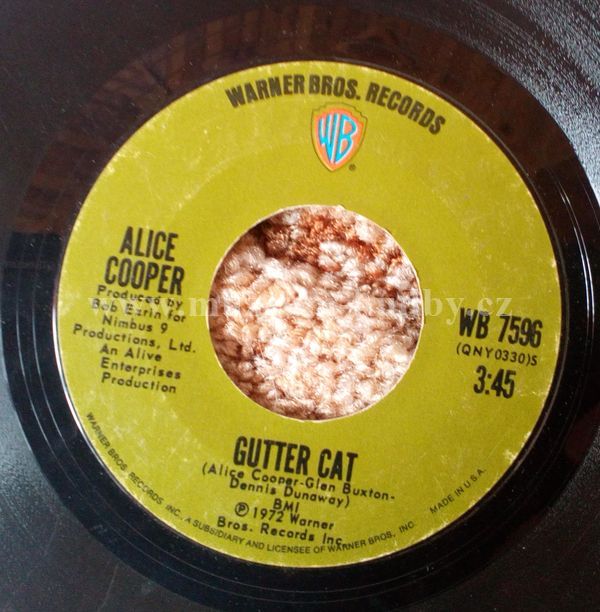 WARNER BROS. RECORDS
WB
®
ALICE
COOPER
Produced by
Bob Ezrin for
Nimbus 9
Productions, Ltd.
An Alive
Enterprises
Production
WB 7596
(QNY0330)S
3:45
GUTTER CAT
(Alice Cooper-Glen Buxton-
Dennis Dunaway)
BMI
℗ 1972 Warner
Bros. Records Inc.
WARNER BROS. RECORDS INC., A SUBSIDIARY AND LICENSEE OF WARNER BROS. INC. MADE IN U.S.A.